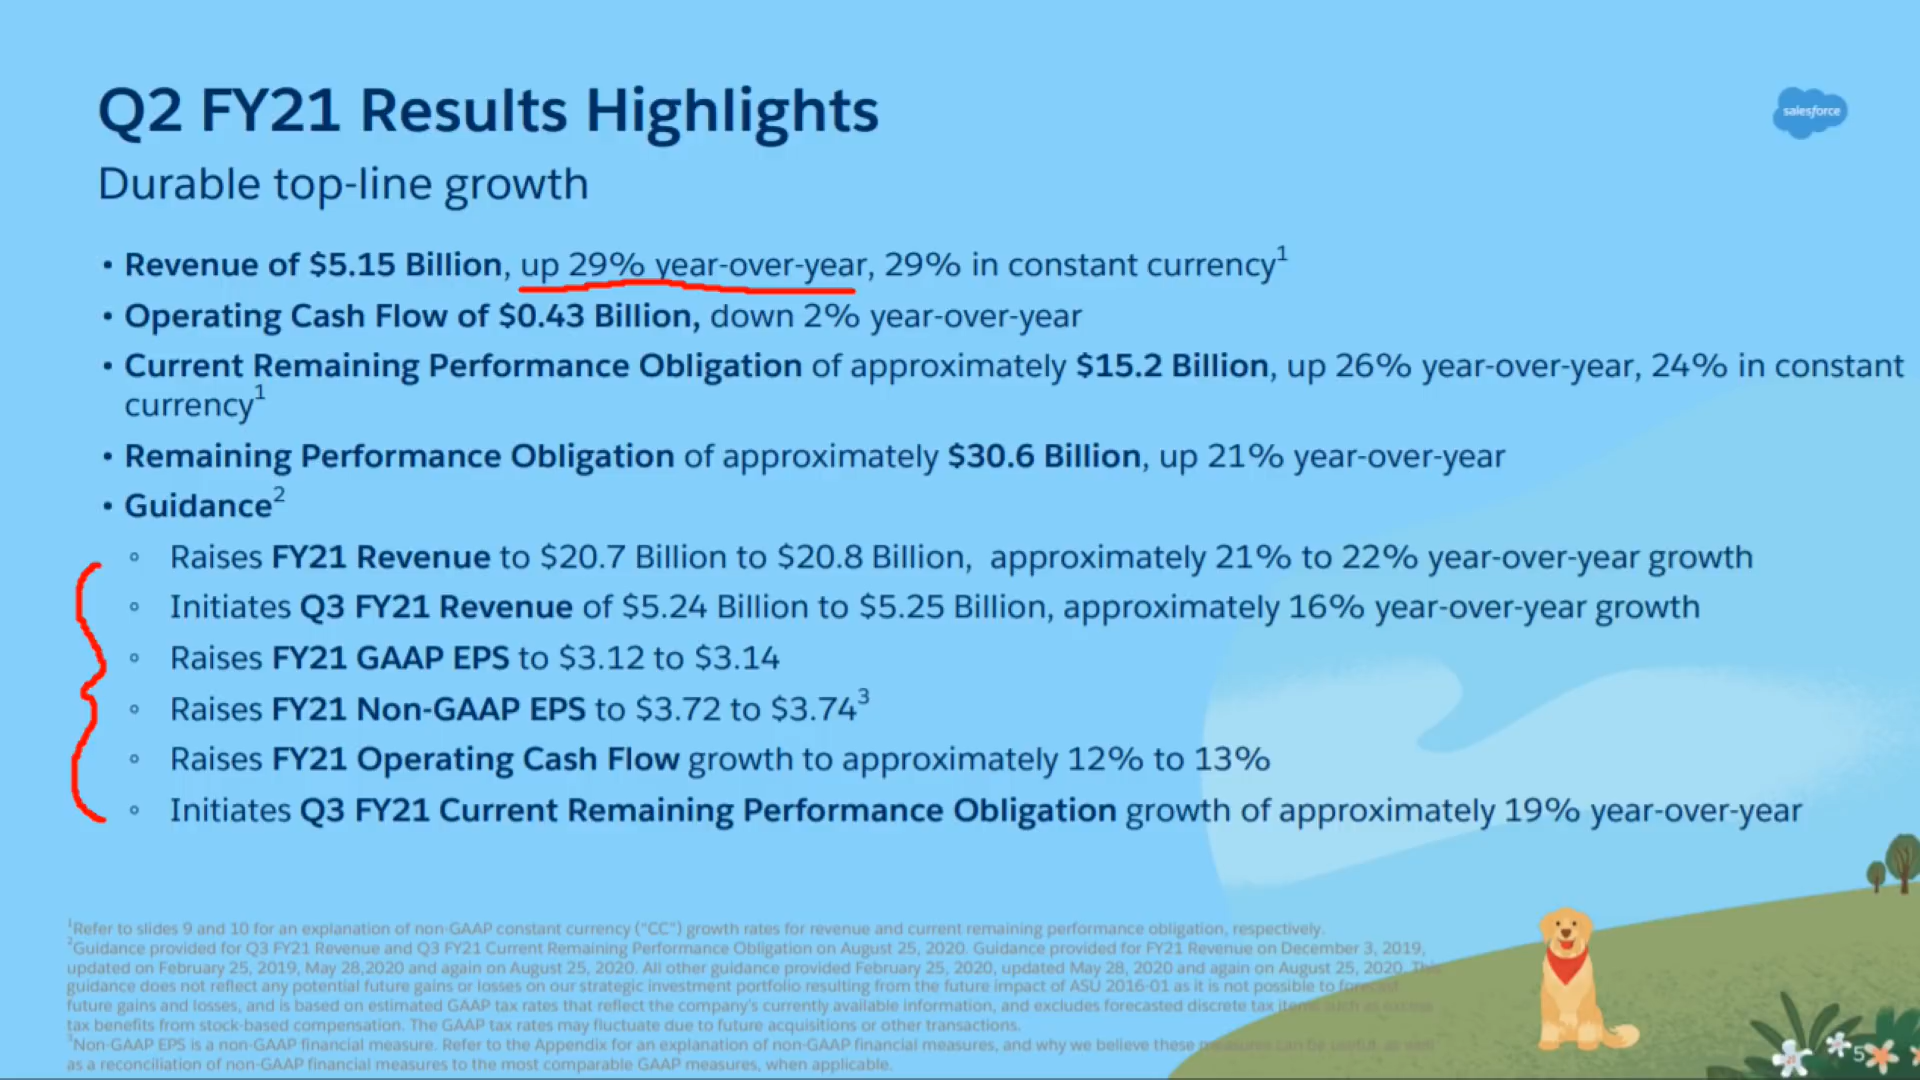 Q2 FY21 Results Highlights
salesforce
Durable top-line growth
• Revenue of $5.15 Billion, up 29% year-over-year, 29% in constant currency¹
• Operating Cash Flow of $0.43 Billion, down 2% year-over-year
• Current Remaining Performance Obligation of approximately $15.2 Billion, up 26% year-over-year, 24% in constant
currency¹
• Remaining Performance Obligation of approximately $30.6 Billion, up 21% year-over-year
• Guidance²
◦ Raises FY21 Revenue to $20.7 Billion to $20.8 Billion, approximately 21% to 22% year-over-year growth
◦ Initiates Q3 FY21 Revenue of $5.24 Billion to $5.25 Billion, approximately 16% year-over-year growth
◦ Raises FY21 GAAP EPS to $3.12 to $3.14
◦ Raises FY21 Non-GAAP EPS to $3.72 to $3.74³
◦ Raises FY21 Operating Cash Flow growth to approximately 12% to 13%
◦ Initiates Q3 FY21 Current Remaining Performance Obligation growth of approximately 19% year-over-year
¹Refer to slides 9 and 10 for an explanation of non-GAAP constant currency ("CC") growth rates for revenue and current remaining performance obligation, respectively.
²Guidance provided for Q3 FY21 Revenue and Q3 FY21 Current Remaining Performance Obligation on August 25, 2020. Guidance provided for FY21 Revenue on December 3, 2019,
updated on February 25, 2019, May 28,2020 and again on August 25, 2020. All other guidance provided February 25, 2020, updated May 28, 2020 and again on August 25, 2020. This
guidance does not reflect any potential future gains or losses on our strategic investment portfolio resulting from the future impact of ASU 2016-01 as it is not possible to forecast
future gains and losses, and is based on estimated GAAP tax rates that reflect the company's currently available information, and excludes forecasted discrete tax items such as excess
tax benefits from stock-based compensation. The GAAP tax rates may fluctuate due to future acquisitions or other transactions.
³Non-GAAP EPS is a non-GAAP financial measure. Refer to the Appendix for an explanation of non-GAAP financial measures, and why we believe these measures can be useful, as well
as a reconciliation of non-GAAP financial measures to the most comparable GAAP measures, when applicable.
5